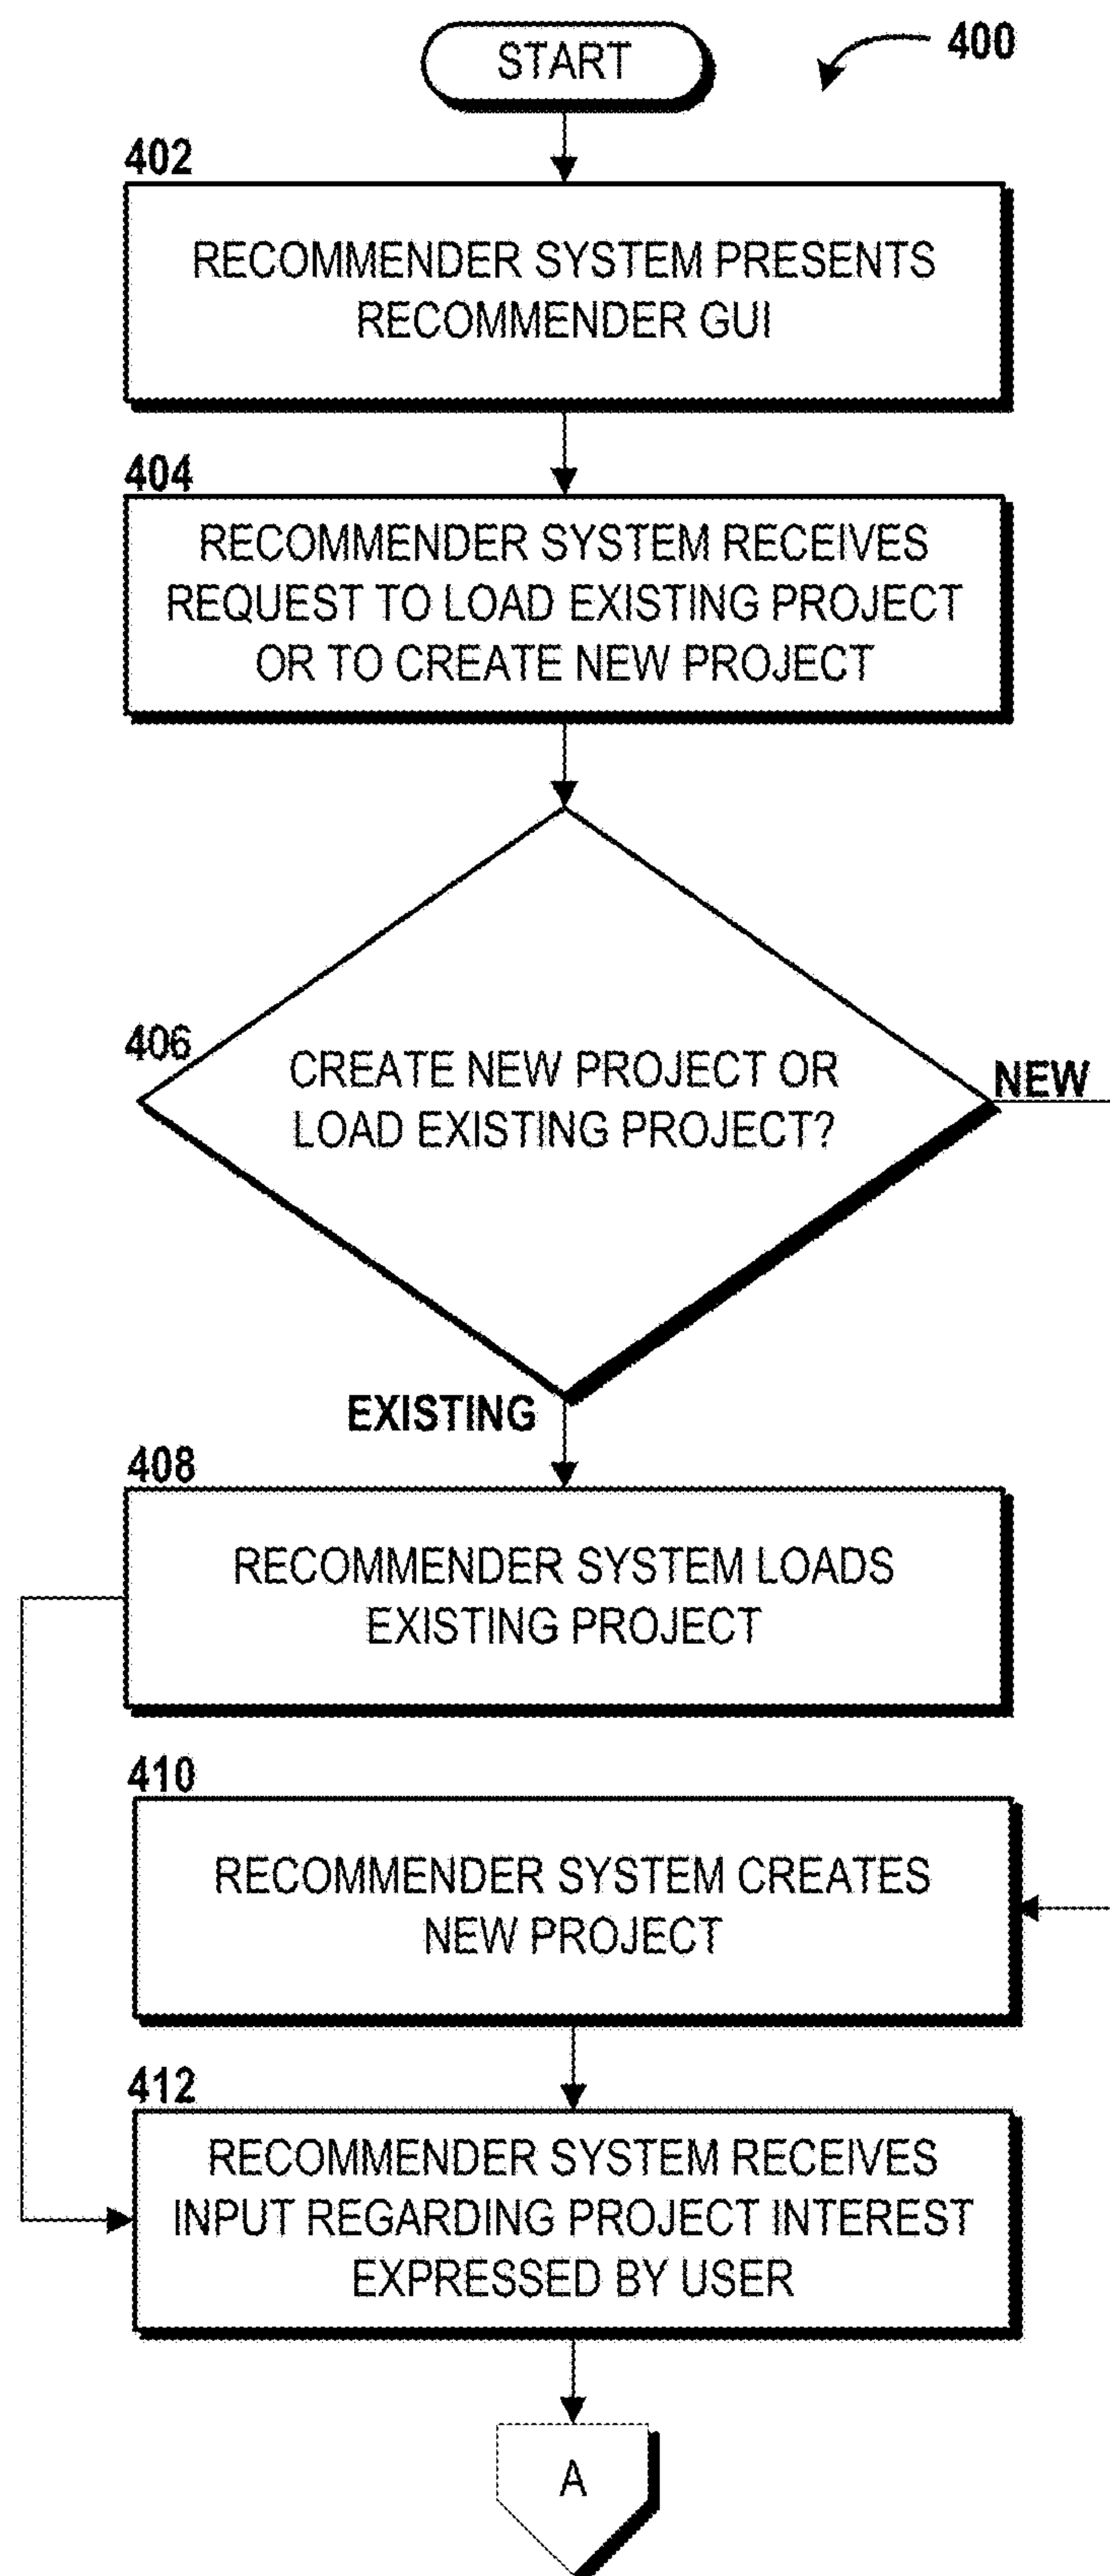 START
400
402
RECOMMENDER SYSTEM PRESENTS
RECOMMENDER GUI
404
RECOMMENDER SYSTEM RECEIVES
REQUEST TO LOAD EXISTING PROJECT
OR TO CREATE NEW PROJECT
406
CREATE NEW PROJECT OR
LOAD EXISTING PROJECT?
NEW
EXISTING
408
RECOMMENDER SYSTEM LOADS
EXISTING PROJECT
410
RECOMMENDER SYSTEM CREATES
NEW PROJECT
412
RECOMMENDER SYSTEM RECEIVES
INPUT REGARDING PROJECT INTEREST
EXPRESSED BY USER
A